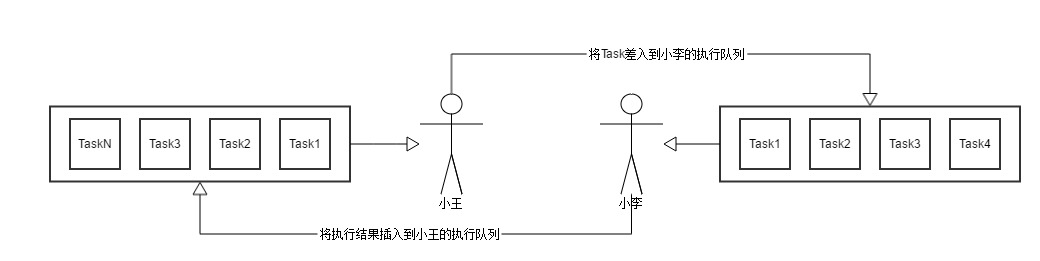 将Task差入到小李的执行队列
TaskN Task3 Task2 Task1
Task1 Task2 Task3 Task4
小王
小李
将执行结果插入到小王的执行队列